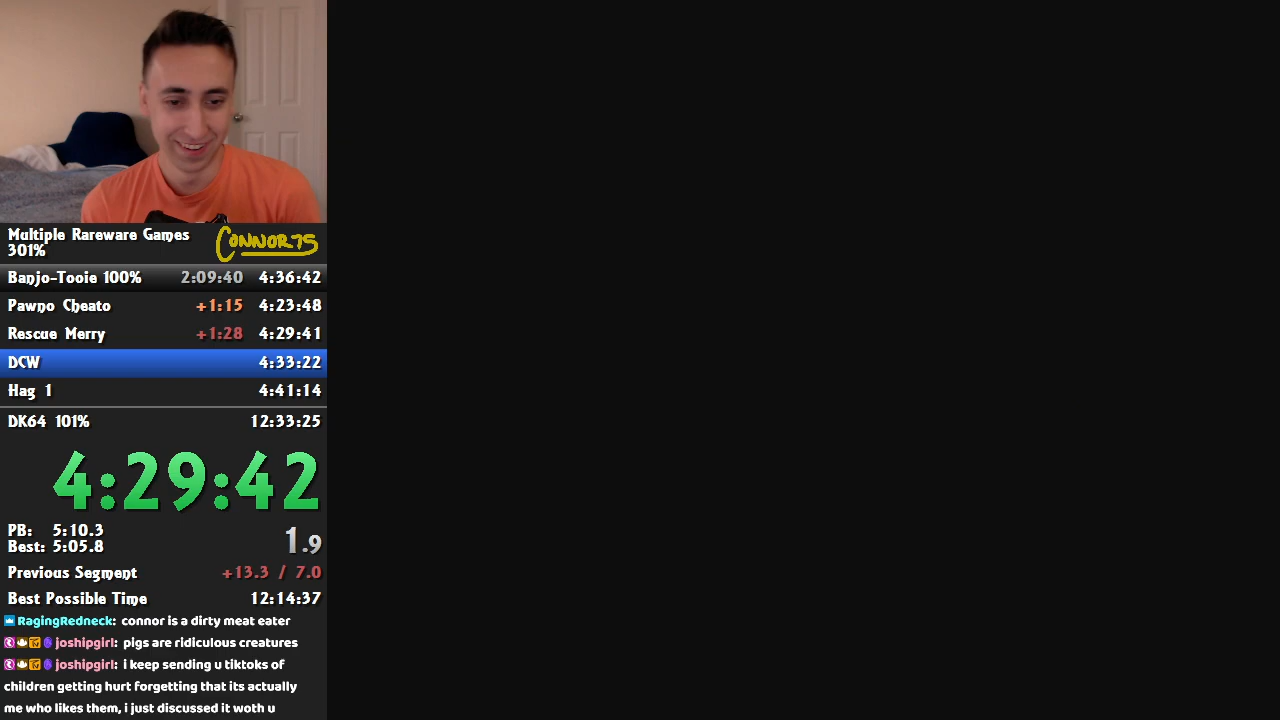 Multiple Rareware Games
301%
CONNOR75
Banjo-Tooie 100% 2:09:40 4:36:42
Pawno Cheato +1:15 4:23:48
Rescue Merry +1:28 4:29:41
DCW 4:33:22
Hag 1 4:41:14
DK64 101% 12:33:25
4:29:42
PB: 5:10.3
Best: 5:05.8
1.9
Previous Segment +13.3 / 7.0
Best Possible Time 12:14:37
RagingRedneck: connor is a dirty meat eater
joshipgirl: pigs are ridiculous creatures
joshipgirl: i keep sending u tiktoks of
children getting hurt forgetting that its actually
me who likes them, i just discussed it woth u